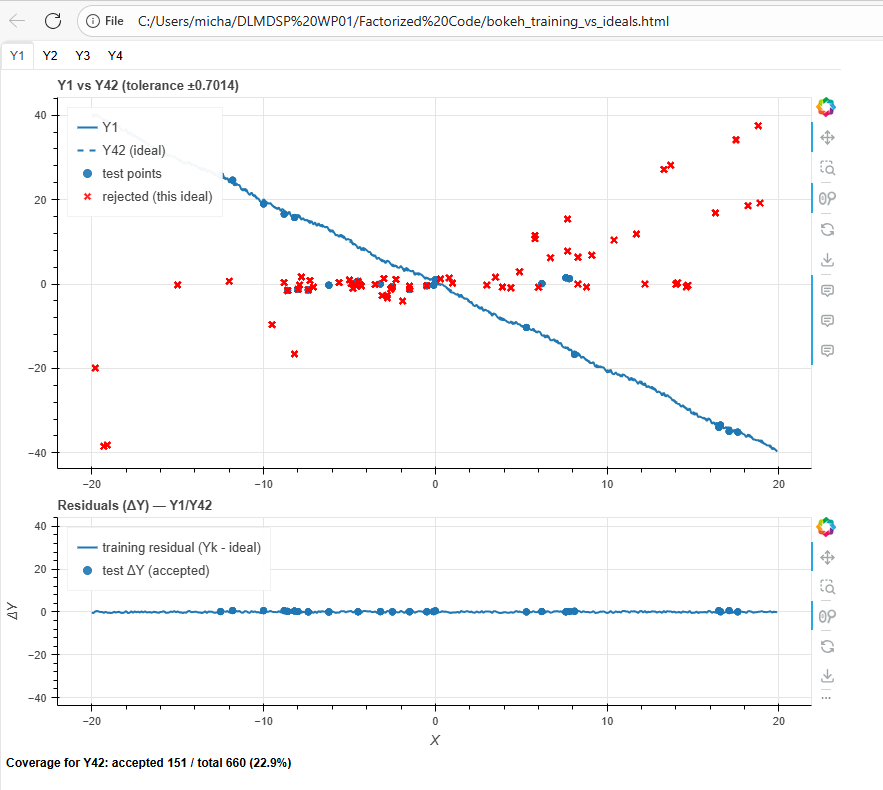 File C:/Users/micha/DLMDSP%20WP01/Factorized%20Code/bokeh_training_vs_ideals.html
Y1 Y2 Y3 Y4
Y1 vs Y42 (tolerance ±0.7014)
Y1
Y42 (ideal)
test points
rejected (this ideal)
40
20
0
−20
−40
−20 −10 0 10 20
Residuals (ΔY) — Y1/Y42
training residual (Yk - ideal)
test ΔY (accepted)
ΔY
40
20
0
−20
−40
−20 −10 0 10 20
X
Coverage for Y42: accepted 151 / total 660 (22.9%)